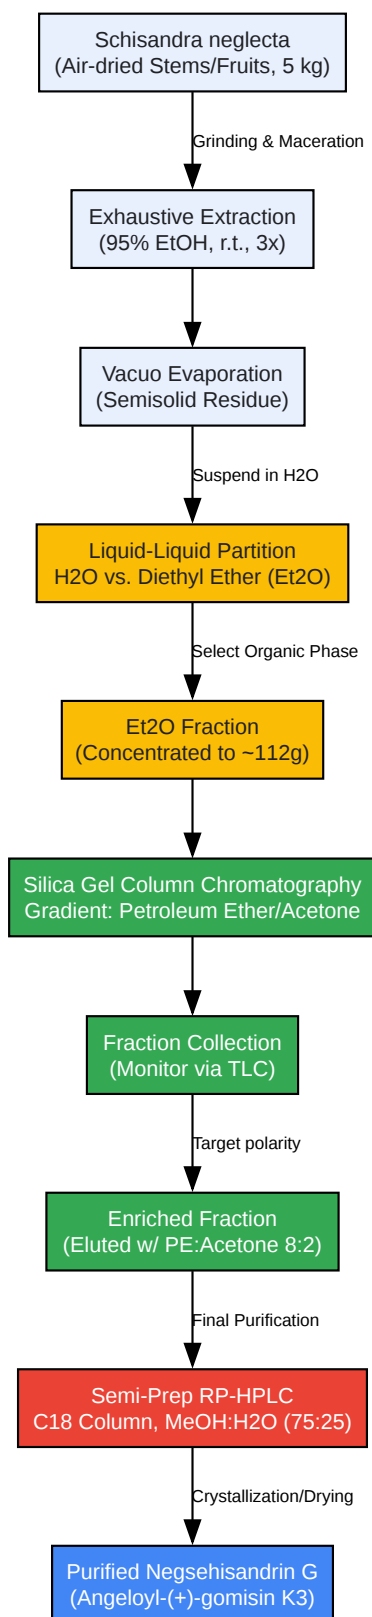 Schisandra neglecta
(Air-dried Stems/Fruits, 5 kg)
Grinding & Maceration
Exhaustive Extraction
(95% EtOH, r.t., 3x)
Vacuo Evaporation
(Semisolid Residue)
Suspend in H2O
Liquid-Liquid Partition
H2O vs. Diethyl Ether (Et2O)
Select Organic Phase
Et2O Fraction
(Concentrated to ~112g)
Silica Gel Column Chromatography
Gradient: Petroleum Ether/Acetone
Fraction Collection
(Monitor via TLC)
Target polarity
Enriched Fraction
(Eluted w/ PE:Acetone 8:2)
Final Purification
Semi-Prep RP-HPLC
C18 Column, MeOH:H2O (75:25)
Crystallization/Drying
Purified Negsehisandrin G
(Angeloyl-(+)-gomisin K3)